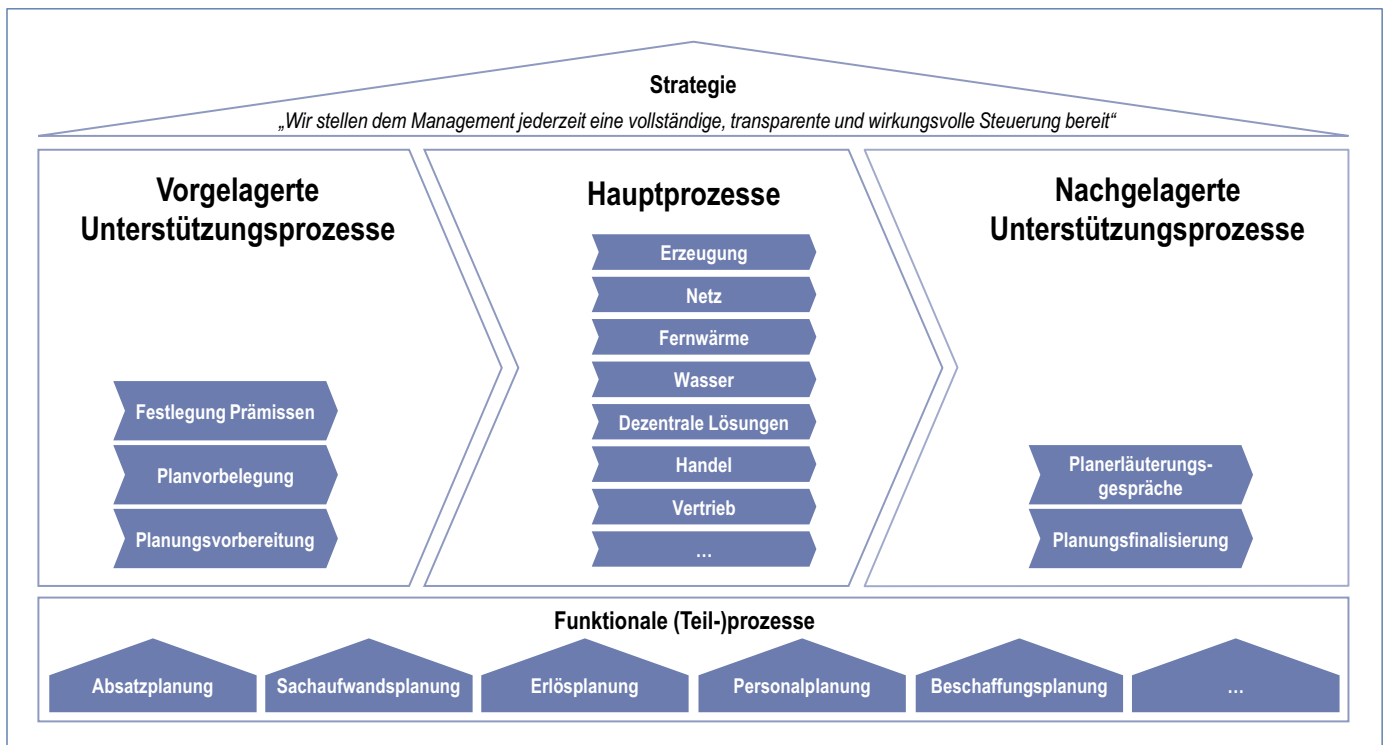 Strategie
„Wir stellen dem Management jederzeit eine vollständige, transparente und wirkungsvolle Steuerung bereit“
Vorgelagerte
Unterstützungsprozesse
Festlegung Prämissen
Planvorbelegung
Planungsvorbereitung
Hauptprozesse
Erzeugung
Netz
Fernwärme
Wasser
Dezentrale Lösungen
Handel
Vertrieb
…
Nachgelagerte
Unterstützungsprozesse
Planerläuterungs-
gespräche
Planungsfinalisierung
Funktionale (Teil-)prozesse
Absatzplanung
Sachaufwandsplanung
Erlösplanung
Personalplanung
Beschaffungsplanung
…